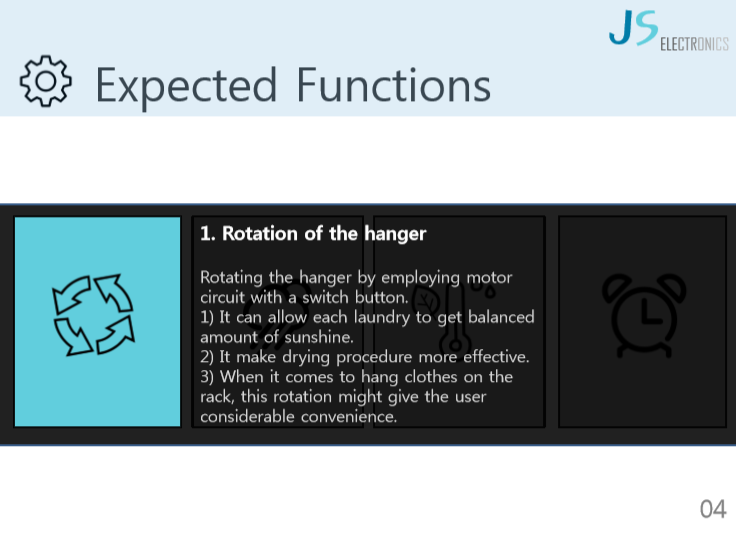 JS ELECTRONICS
Expected Functions
1. Rotation of the hanger
Rotating the hanger by employing motor
circuit with a switch button.
1) It can allow each laundry to get balanced
amount of sunshine.
2) It make drying procedure more effective.
3) When it comes to hang clothes on the
rack, this rotation might give the user
considerable convenience.
04